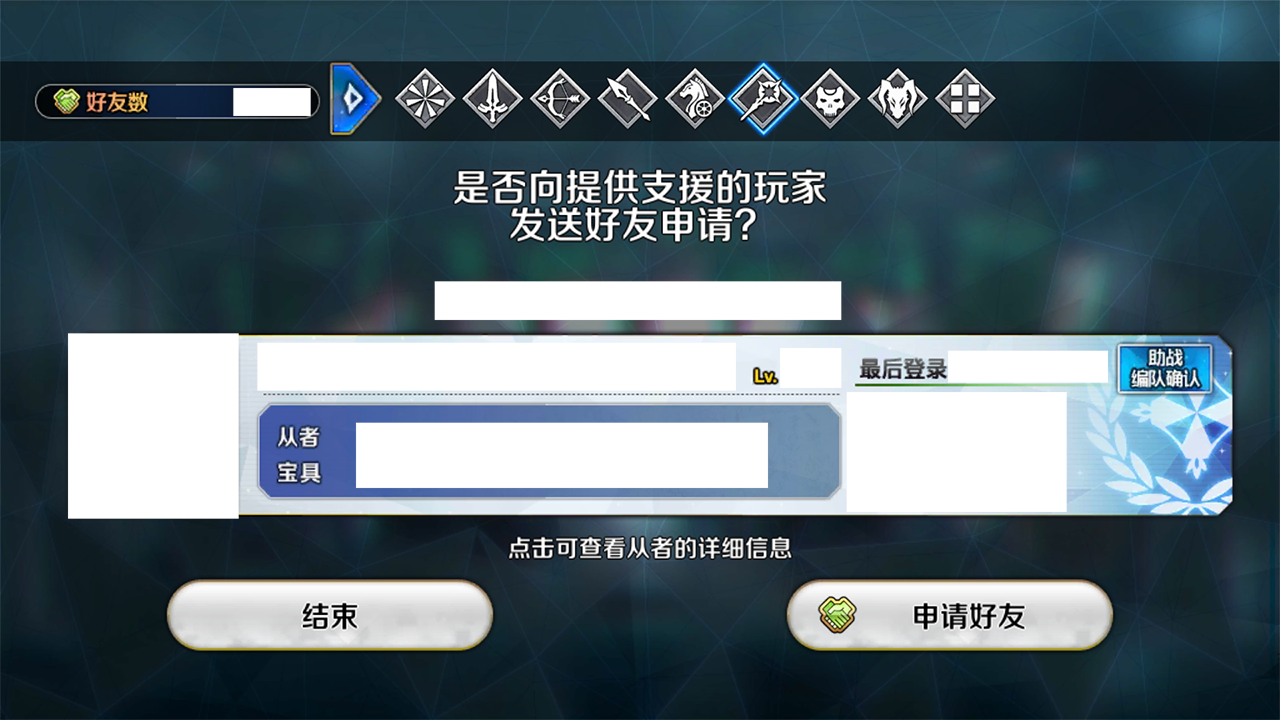 好友数
是否向提供支援的玩家
发送好友申请?
Lv.
最后登录
助战
编队确认
从者
宝具
点击可查看从者的详细信息
结束
申请好友